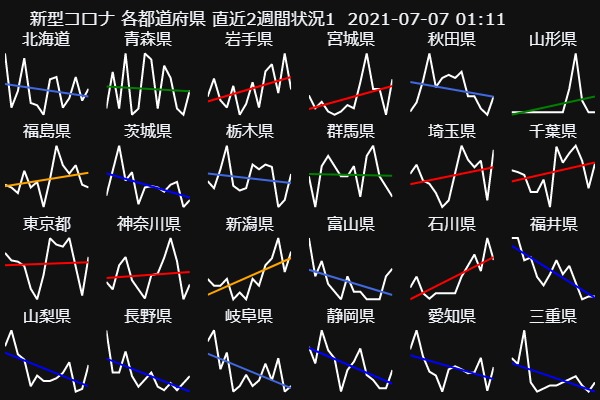 新型コロナ 各都道府県 直近2週間状況1 2021-07-07 01:11
北海道 青森県 岩手県 宮城県 秋田県 山形県
福島県 茨城県 栃木県 群馬県 埼玉県 千葉県
東京都 神奈川県 新潟県 富山県 石川県 福井県
山梨県 長野県 岐阜県 静岡県 愛知県 三重県